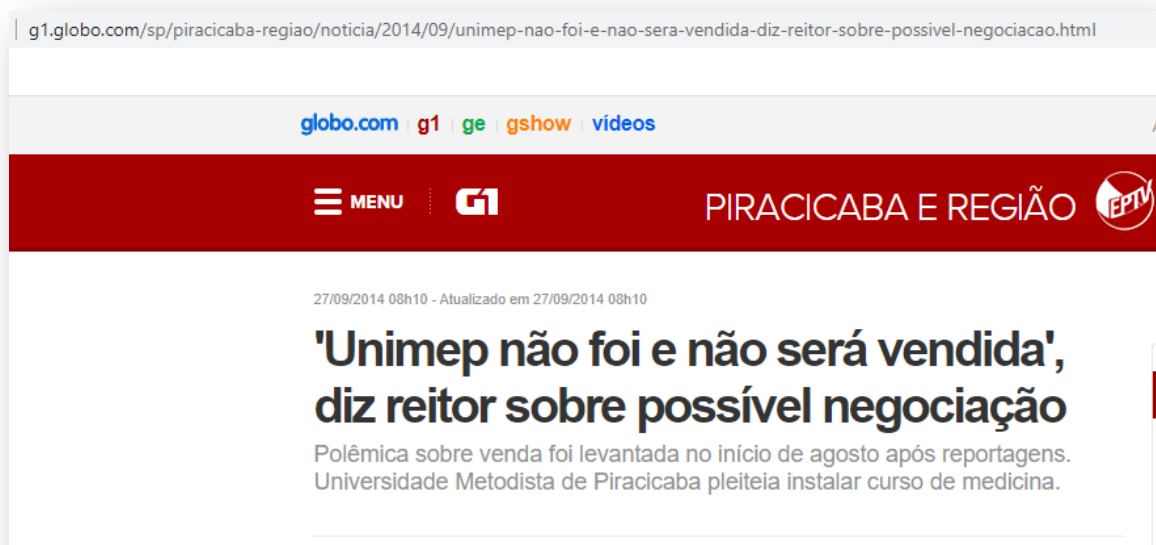 g1.globo.com/sp/piracicaba-regiao/noticia/2014/09/unimep-nao-foi-e-nao-sera-vendida-diz-reitor-sobre-possivel-negociacao.html
globo.com g1 ge gshow vídeos
MENU G1 PIRACICABA E REGIÃO EPTV
27/09/2014 08h10 - Atualizado em 27/09/2014 08h10
'Unimep não foi e não será vendida',
diz reitor sobre possível negociação
Polêmica sobre venda foi levantada no início de agosto após reportagens.
Universidade Metodista de Piracicaba pleiteia instalar curso de medicina.